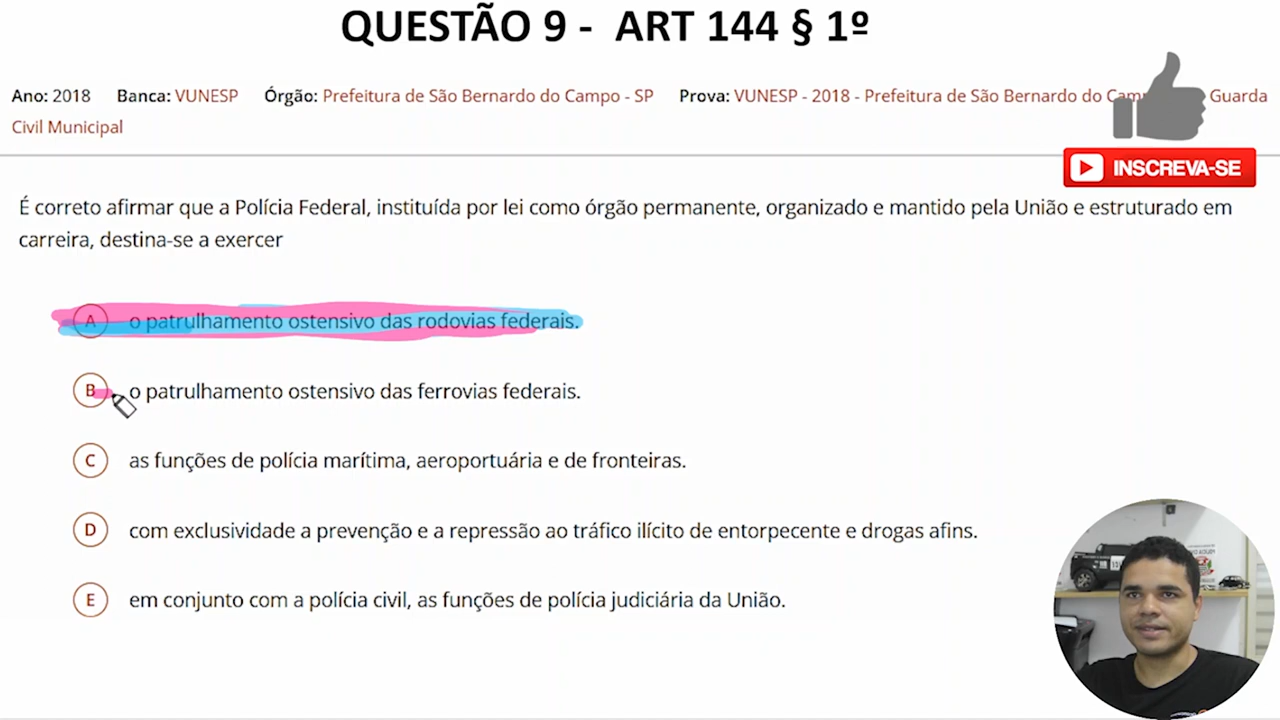 QUESTÃO 9 - ART 144 § 1º
Ano: 2018 Banca: VUNESP Órgão: Prefeitura de São Bernardo do Campo - SP Prova: VUNESP - 2018 - Prefeitura de São Bernardo do Guarda
Civil Municipal
INSCREVA-SE
É correto afirmar que a Polícia Federal, instituída por lei como órgão permanente, organizado e mantido pela União e estruturado em
carreira, destina-se a exercer
A o patrulhamento ostensivo das rodovias federais.
B o patrulhamento ostensivo das ferrovias federais.
C as funções de polícia marítima, aeroportuária e de fronteiras.
D com exclusividade a prevenção e a repressão ao tráfico ilícito de entorpecente e drogas afins.
E em conjunto com a polícia civil, as funções de polícia judiciária da União.